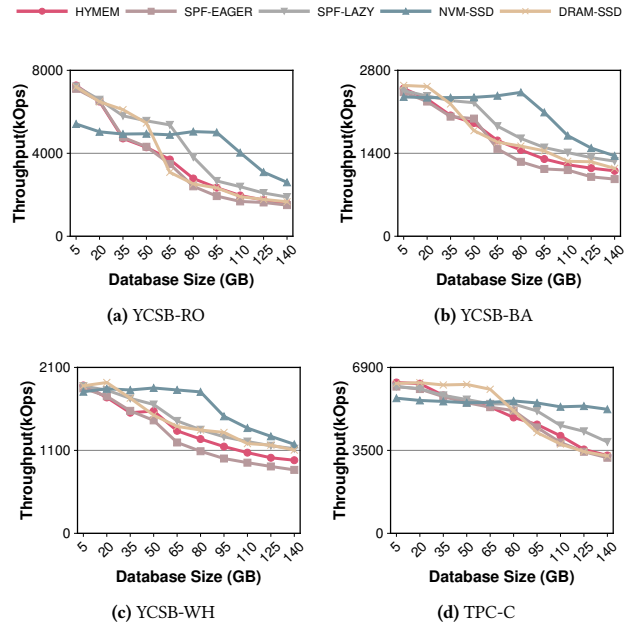 HYMEM SPF-EAGER SPF-LAZY NVM-SSD DRAM-SSD
Throughput(kOps)
8000
4000
0
5 20 35 50 65 80 95 110 125 140
Database Size (GB)
(a) YCSB-RO
Throughput(kOps)
2800
1400
0
5 20 35 50 65 80 95 110 125 140
Database Size (GB)
(b) YCSB-BA
Throughput(kOps)
2100
1100
0
5 20 35 50 65 80 95 110 125 140
Database Size (GB)
(c) YCSB-WH
Throughput(kOps)
6900
3500
0
5 20 35 50 65 80 95 110 125 140
Database Size (GB)
(d) TPC-C